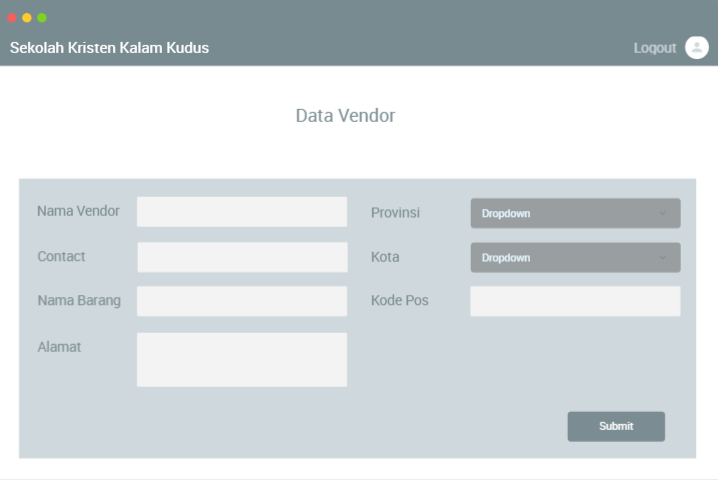 Sekolah Kristen Kalam Kudus
Loqout
Data Vendor
Nama Vendor
Provinsi
Dropdown
Contact
Kota
Dropdown
Nama Barang
Kode Pos
Alamat
Submit